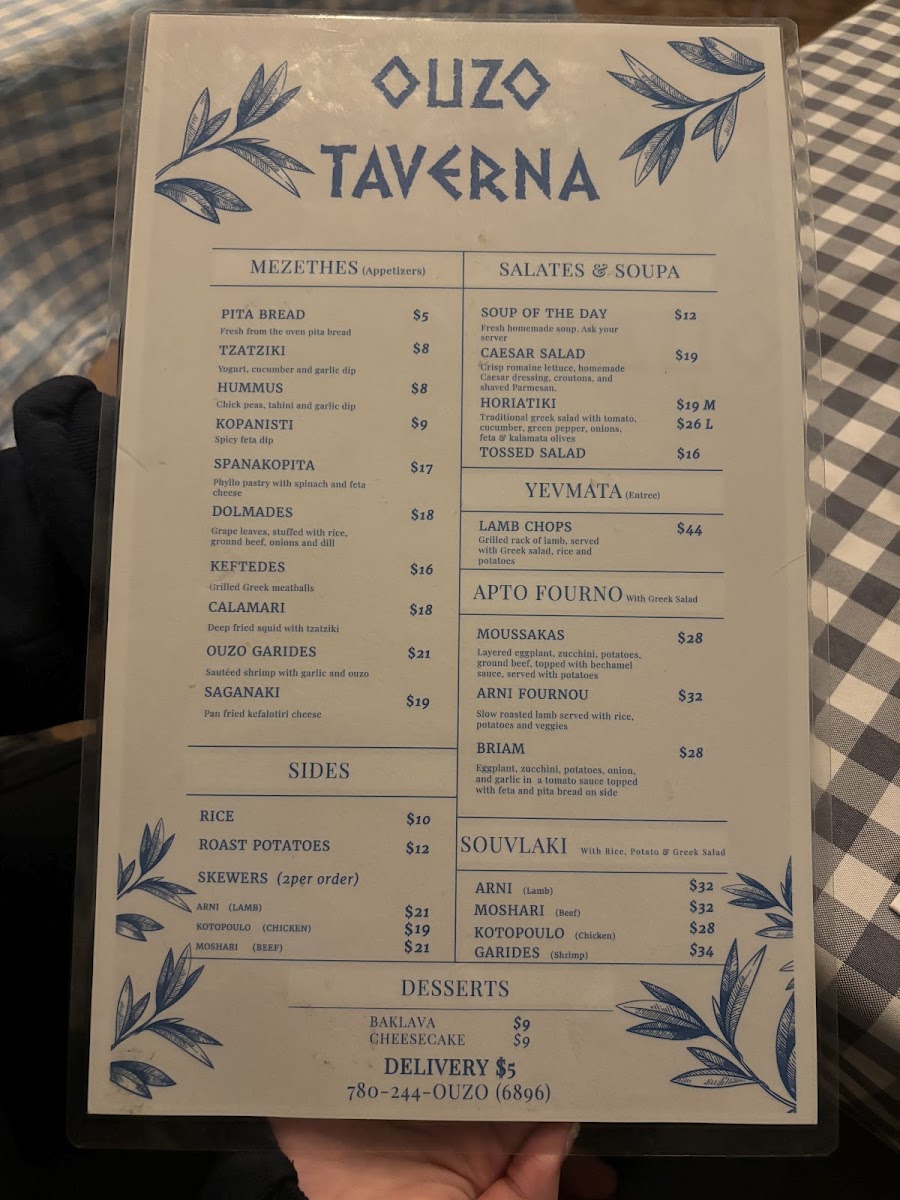 OUZO
TAVERNA
MEZETHES (Appetizers)
PITA BREAD $5
Fresh from the oven pita bread
TZATZIKI $8
Yogurt, cucumber and garlic dip
HUMMUS $8
Chick peas, tahini and garlic dip
KOPANISTI $9
Spicy feta dip
SPANAKOPITA $17
Phyllo pastry with spinach and feta
cheese
DOLMADES $18
Grape leaves, stuffed with rice,
ground beef, onions and dill
KEFTEDES $16
Grilled Greek meatballs
CALAMARI $18
Deep fried squid with tzatziki
OUZO GARIDES $21
Sautéed shrimp with garlic and ouzo
SAGANAKI $19
Pan fried kefalotiri cheese
SIDES
RICE $10
ROAST POTATOES $12
SKEWERS (2per order)
ARNI (LAMB) $21
KOTOPOULO (CHICKEN) $19
MOSHARI (BEEF) $21
SALATES & SOUPA
SOUP OF THE DAY $12
Fresh homemade soup. Ask your
server
CAESAR SALAD $19
Crisp romaine lettuce, homemade
Caesar dressing, croutons, and
shaved Parmesan.
HORIATIKI $19 M
Traditional greek salad with tomato,
cucumber, green pepper, onions, $26 L
feta & kalamata olives
TOSSED SALAD $16
YEVMATA (Entree)
LAMB CHOPS $44
Grilled rack of lamb, served
with Greek salad, rice and
potatoes
APTO FOURNO With Greek Salad
MOUSSAKAS $28
Layered eggplant, zucchini, potatoes,
ground beef, topped with bechamel
sauce, served with potatoes
ARNI FOURNOU $32
Slow roasted lamb served with rice,
potatoes and veggies
BRIAM $28
Eggplant, zucchini, potatoes, onion,
and garlic in a tomato sauce topped
with feta and pita bread on side
SOUVLAKI With Rice, Potato & Greek Salad
ARNI (Lamb) $32
MOSHARI (Beef) $32
KOTOPOULO (Chicken) $28
GARIDES (Shrimp) $34
DESSERTS
BAKLAVA $9
CHEESECAKE $9
DELIVERY $5
780-244-OUZO (6896)